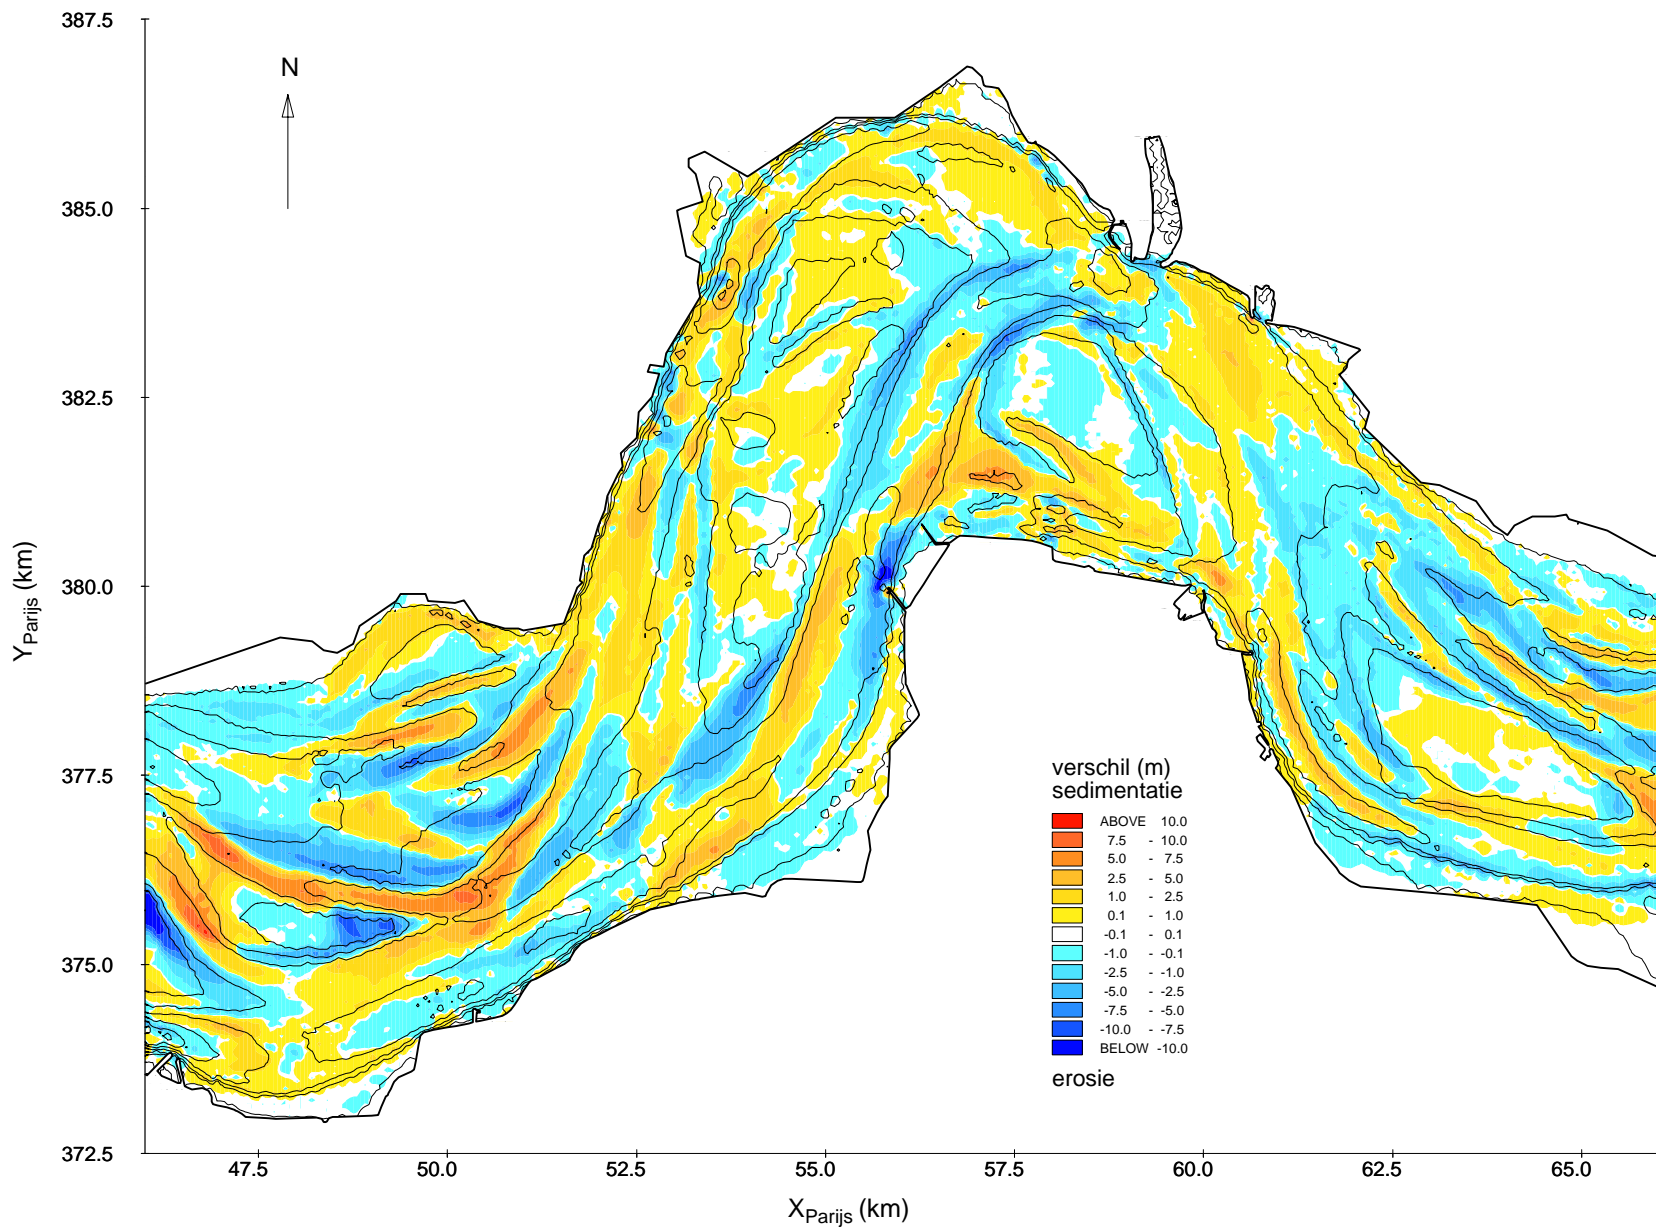 387.5
N
385.0
382.5
380.0
377.5
375.0
372.5
Y Parijs (km)
47.5 50.0 52.5 55.0 57.5 60.0 62.5 65.0
X Parijs (km)
verschil (m)
sedimentatie
ABOVE 10.0
7.5 - 10.0
5.0 - 7.5
2.5 - 5.0
1.0 - 2.5
0.1 - 1.0
-0.1 - 0.1
-1.0 - -0.1
-2.5 - -1.0
-5.0 - -2.5
-7.5 - -5.0
-10.0 - -7.5
BELOW -10.0
erosie